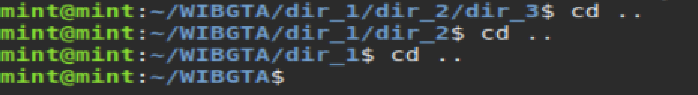 mint@mint:~/WIBGTA/dir_1/dir_2/dir_3$ cd ..
mint@mint:~/WIBGTA/dir_1/dir_2$ cd ..
mint@mint:~/WIBGTA/dir_1$ cd ..
mint@mint:~/WIBGTA$